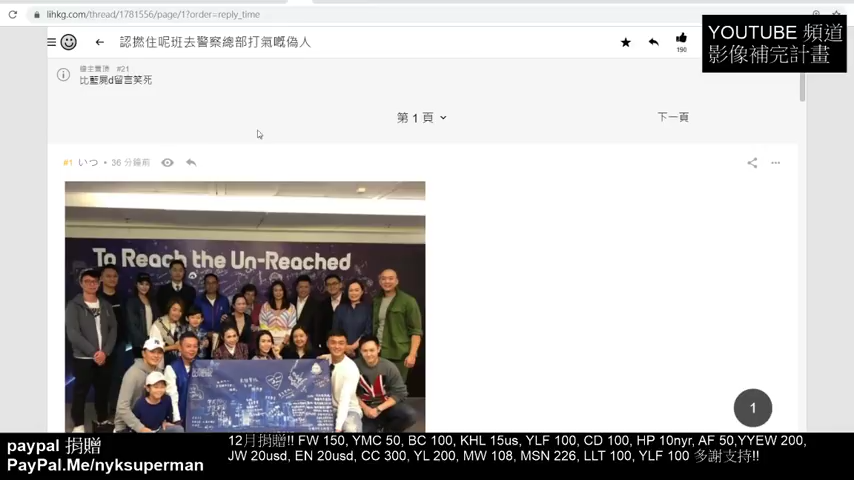 lihkg.com/thread/1781556/page/1?order=reply_time
認撚住呢班去警察總部打氣嘅偽人
190
YOUTUBE 頻道
影像補完計畫
樓主置頂 #21
比藍屍d留言笑死
第 1 頁
下一頁
#1 いつ • 36 分鐘前
To Reach the Un-Reached
1
paypal 捐贈
PayPal.Me/nyksuperman
12月捐贈!! FW 150, YMC 50, BC 100, KHL 15us, YLF 100, CD 100, HP 10nyr, AF 50,YYEW 200,
JW 20usd, EN 20usd, CC 300, YL 200, MW 108, MSN 226, LLT 100, YLF 100 多謝支持!!